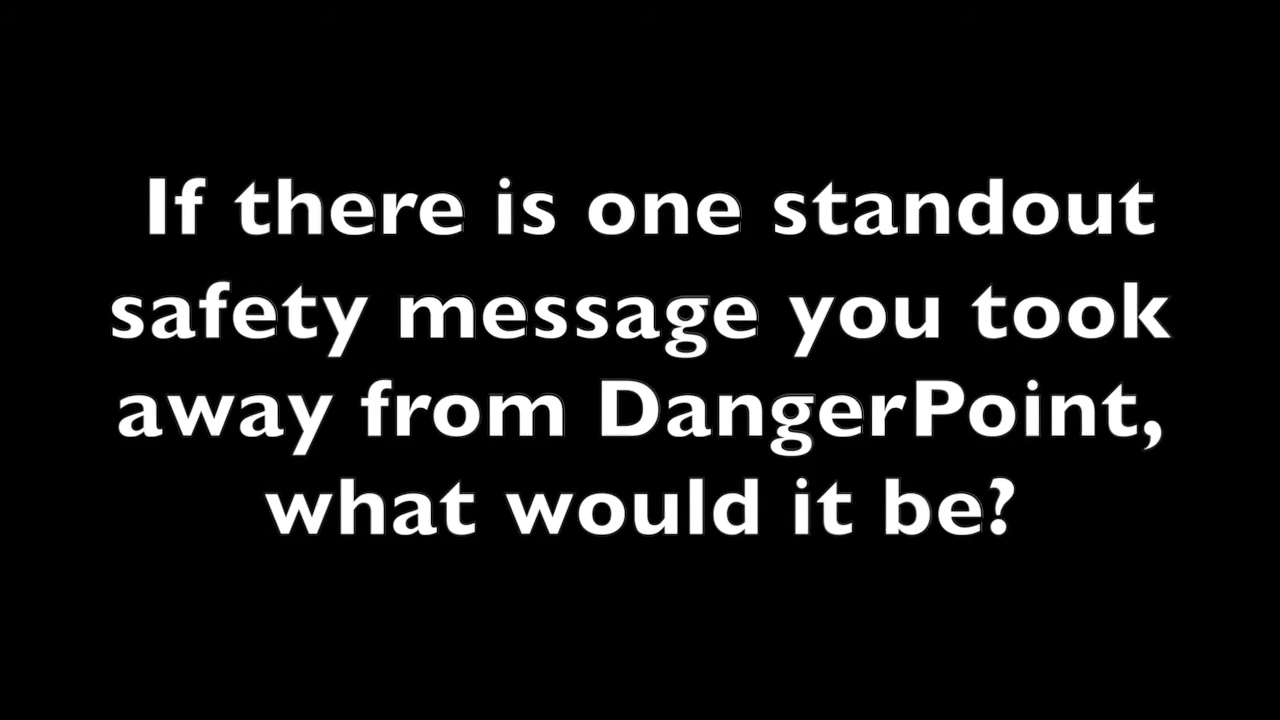 If there is one standout
safety message you took
away from DangerPoint,
what would it be?